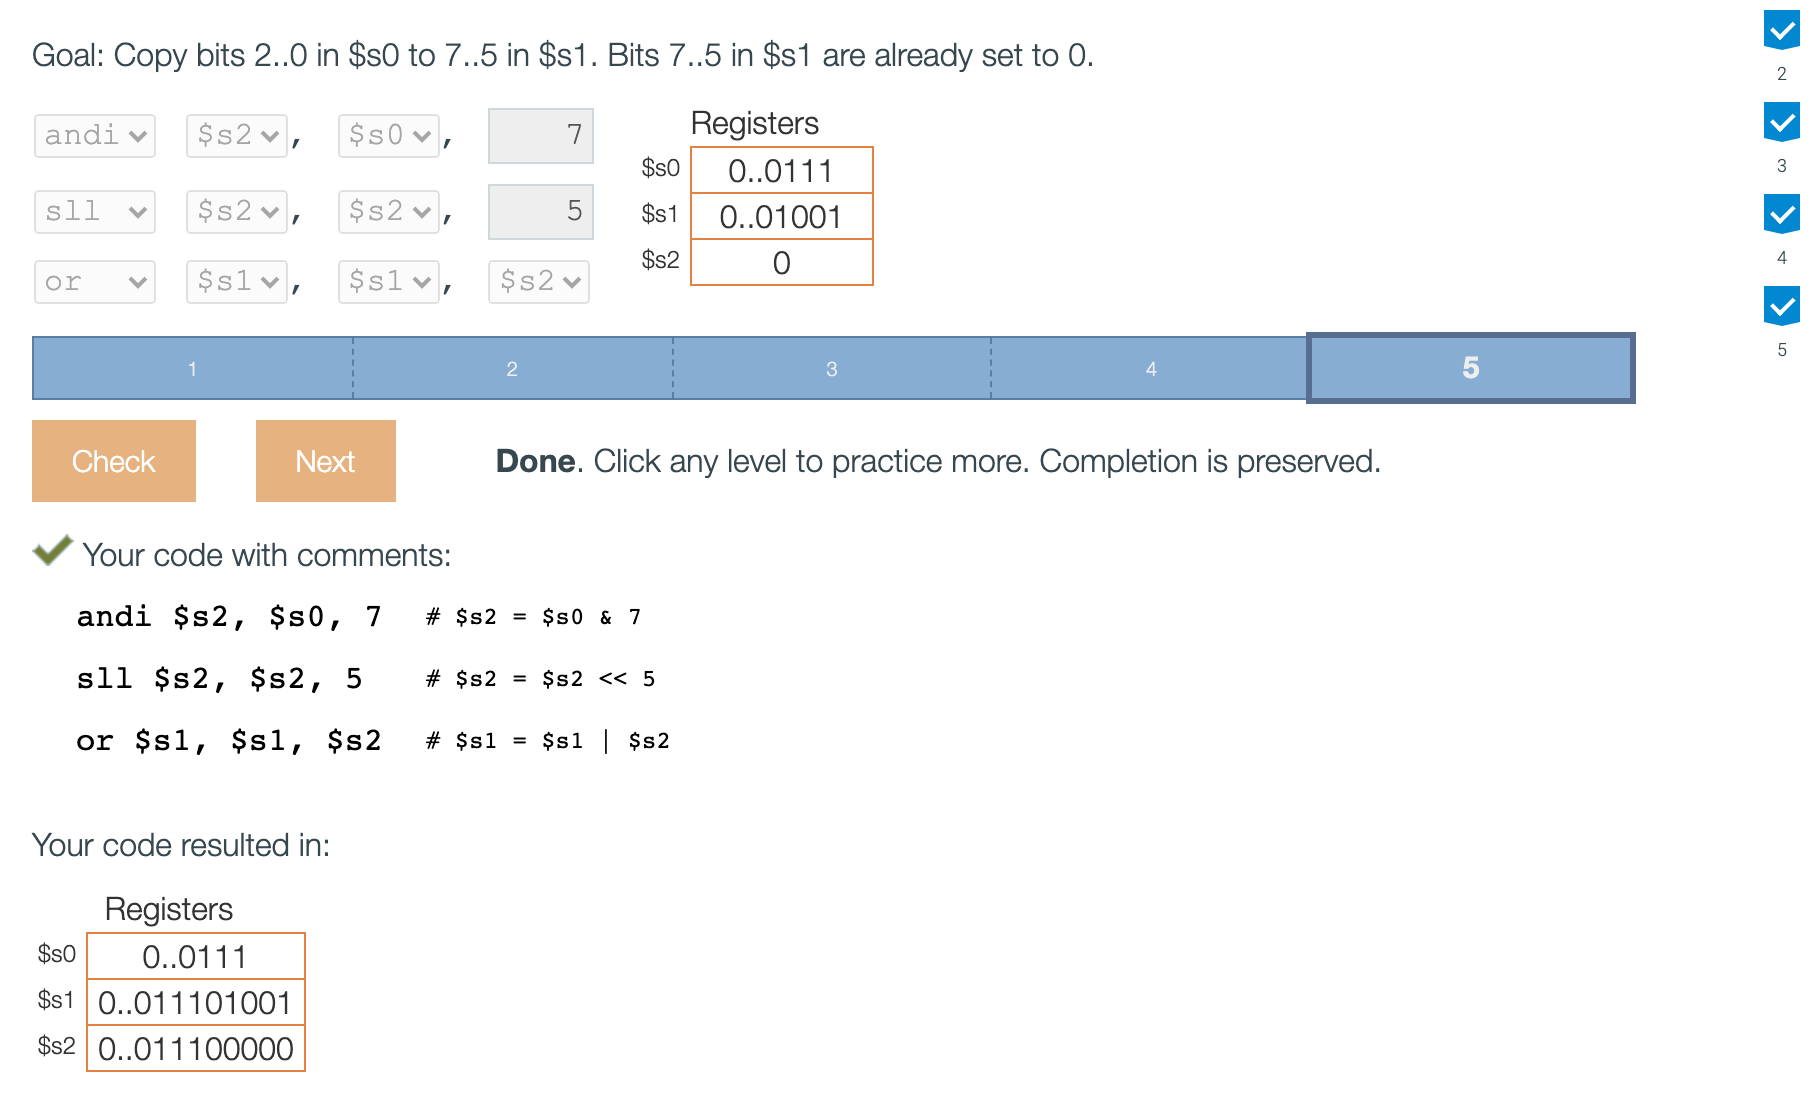 Goal: Copy bits 2..0 in $s0 to 7..5 in $s1. Bits 7..5 in $s1 are already set to 0.
andi $s2, $s0, 7
sll $s2, $s2, 5
or $s1, $s1, $s2
Registers
$s0 0..0111
$s1 0..01001
$s2 0
1 2 3 4 5
Check Next Done. Click any level to practice more. Completion is preserved.
Your code with comments:
andi $s2, $s0, 7 # $s2 = $s0 & 7
sll $s2, $s2, 5 # $s2 = $s2 << 5
or $s1, $s1, $s2 # $s1 = $s1 | $s2
Your code resulted in:
Registers
$s0 0..0111
$s1 0..011101001
$s2 0..011100000
2
3
4
5